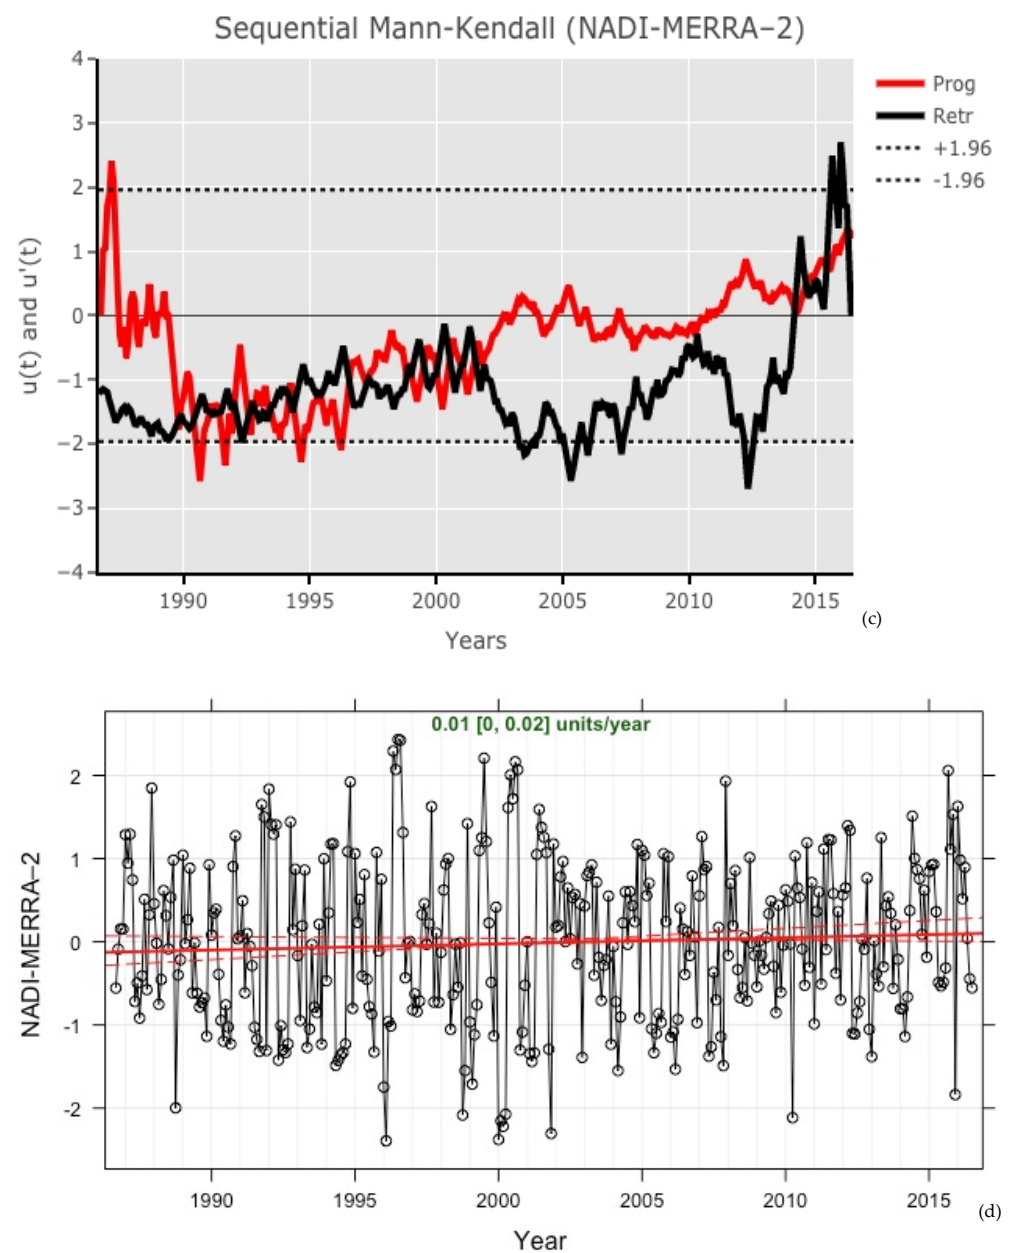 Sequential Mann-Kendall (NADI-MERRA−2)
4
3
2
1
0
−1
−2
−3
−4
u(t) and u'(t)
Prog
Retr
+1.96
-1.96
1990 1995 2000 2005 2010 2015
Years
(c)
0.01 [0, 0.02] units/year
2
1
0
-1
-2
NADI-MERRA−2
1990 1995 2000 2005 2010 2015
Year
(d)